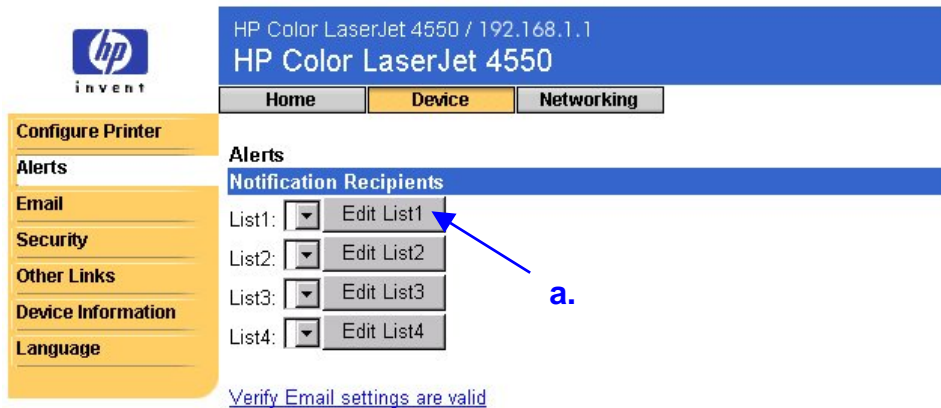 hp
invent
HP Color LaserJet 4550 / 192.168.1.1
HP Color LaserJet 4550
Home Device Networking
Configure Printer
Alerts
Email
Security
Other Links
Device Information
Language
Alerts
Notification Recipients
List1: Edit List1
List2: Edit List2
List3: Edit List3
List4: Edit List4
a.
Verify Email settings are valid